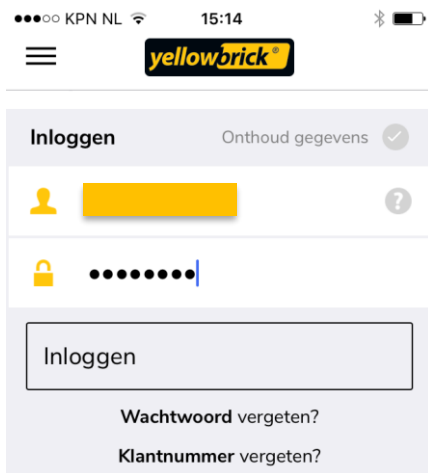 KPN NL 15:14
yellowbrick®
Inloggen Onthoud gegevens
?
••••••••
Inloggen
Wachtwoord vergeten?
Klantnummer vergeten?